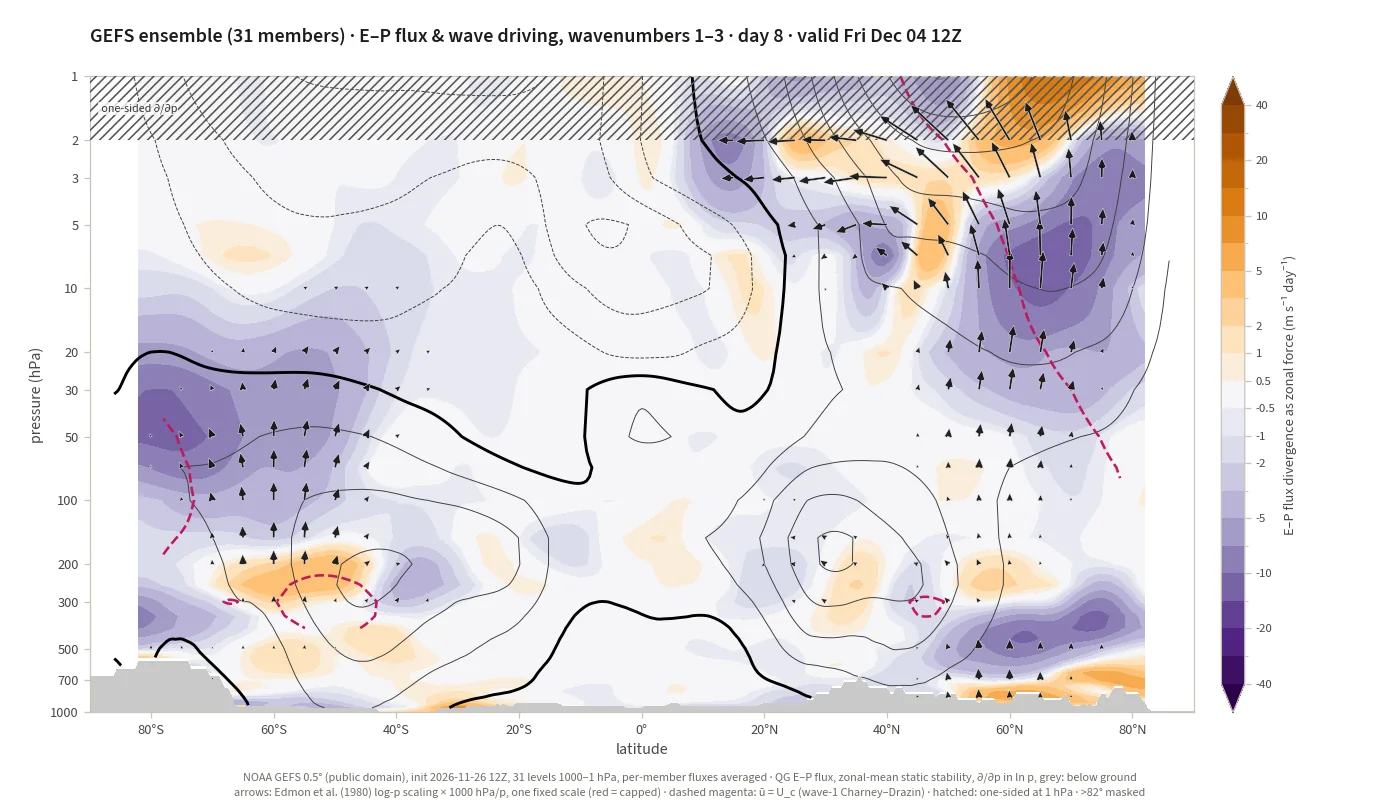 GEFS ensemble (31 members) · E–P flux & wave driving, wavenumbers 1–3 · day 8 · valid Fri Dec 04 12Z
one-sided ∂/∂p
pressure (hPa)
1
2
3
5
10
20
30
50
100
200
300
500
700
1000
80°S
60°S
40°S
20°S
0°
20°N
40°N
60°N
80°N
latitude
40
20
10
5
2
1
0.5
-0.5
-1
-2
-5
-10
-20
-40
E–P flux divergence as zonal force (m s⁻¹ day⁻¹)
NOAA GEFS 0.5° (public domain), init 2026-11-26 12Z, 31 levels 1000–1 hPa, per-member fluxes averaged · QG E–P flux, zonal-mean static stability, ∂/∂p in ln p, grey: below ground
arrows: Edmon et al. (1980) log-p scaling × 1000 hPa/p, one fixed scale (red = capped) · dashed magenta: ū = U_c (wave-1 Charney–Drazin) · hatched: one-sided at 1 hPa · >82° masked